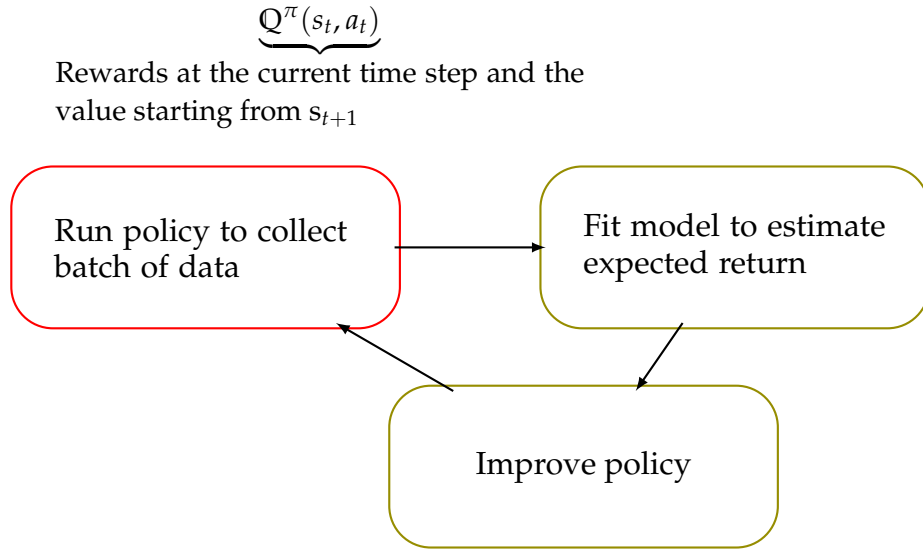 ℚ^π(s_t, a_t)
Rewards at the current time step and the
value starting from s_{t+1}
Run policy to collect
batch of data
Fit model to estimate
expected return
Improve policy